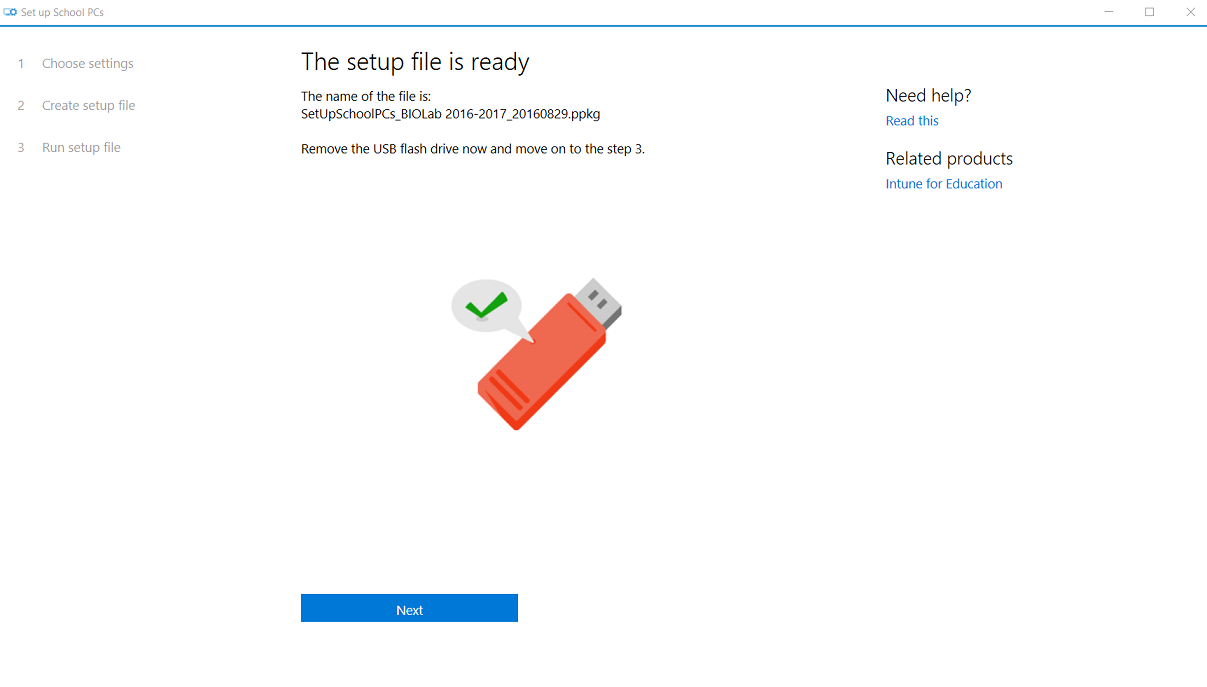 Set up School PCs
1 Choose settings
2 Create setup file
3 Run setup file
The setup file is ready
The name of the file is:
SetUpSchoolPCs_BIOLab 2016-2017_20160829.ppkg
Remove the USB flash drive now and move on to the step 3.
Next
Need help?
Read this
Related products
Intune for Education